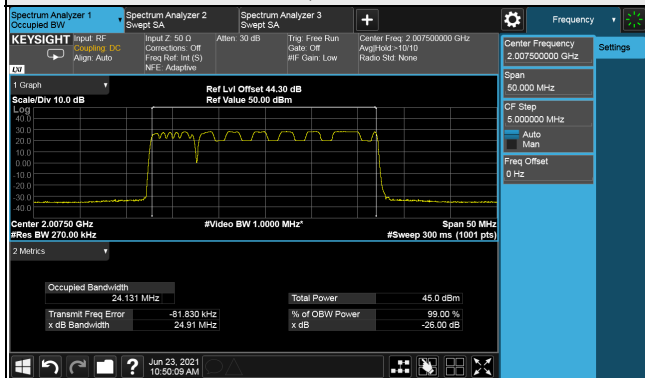 Spectrum Analyzer 1
Occupied BW
Spectrum Analyzer 2
Swept SA
Spectrum Analyzer 3
Swept SA
+
Frequency
KEYSIGHT
Input: RF
Coupling: DC
Align: Auto
Input Z: 50 Ω
Corrections: Off
Freq Ref: Int (S)
NFE: Adaptive
Atten: 30 dB
Trig: Free Run
Gate: Off
#IF Gain: Low
Center Freq: 2.007500000 GHz
Avg|Hold:>10/10
Radio Std: None
LXI
Center Frequency
2.007500000 GHz
Settings
Span
50.000 MHz
CF Step
5.000000 MHz
Auto
Man
Freq Offset
0 Hz
1 Graph
Scale/Div 10.0 dB
Ref Lvl Offset 44.30 dB
Ref Value 50.00 dBm
Log
40.0
30.0
20.0
10.0
0.00
-10.0
-20.0
-30.0
-40.0
Center 2.00750 GHz
#Res BW 270.00 kHz
#Video BW 1.0000 MHz*
Span 50 MHz
#Sweep 300 ms (1001 pts)
2 Metrics
Occupied Bandwidth
24.131 MHz
Total Power 45.0 dBm
Transmit Freq Error -81.830 kHz
% of OBW Power 99.00 %
x dB Bandwidth 24.91 MHz
x dB -26.00 dB
?
Jun 23, 2021
10:50:09 AM